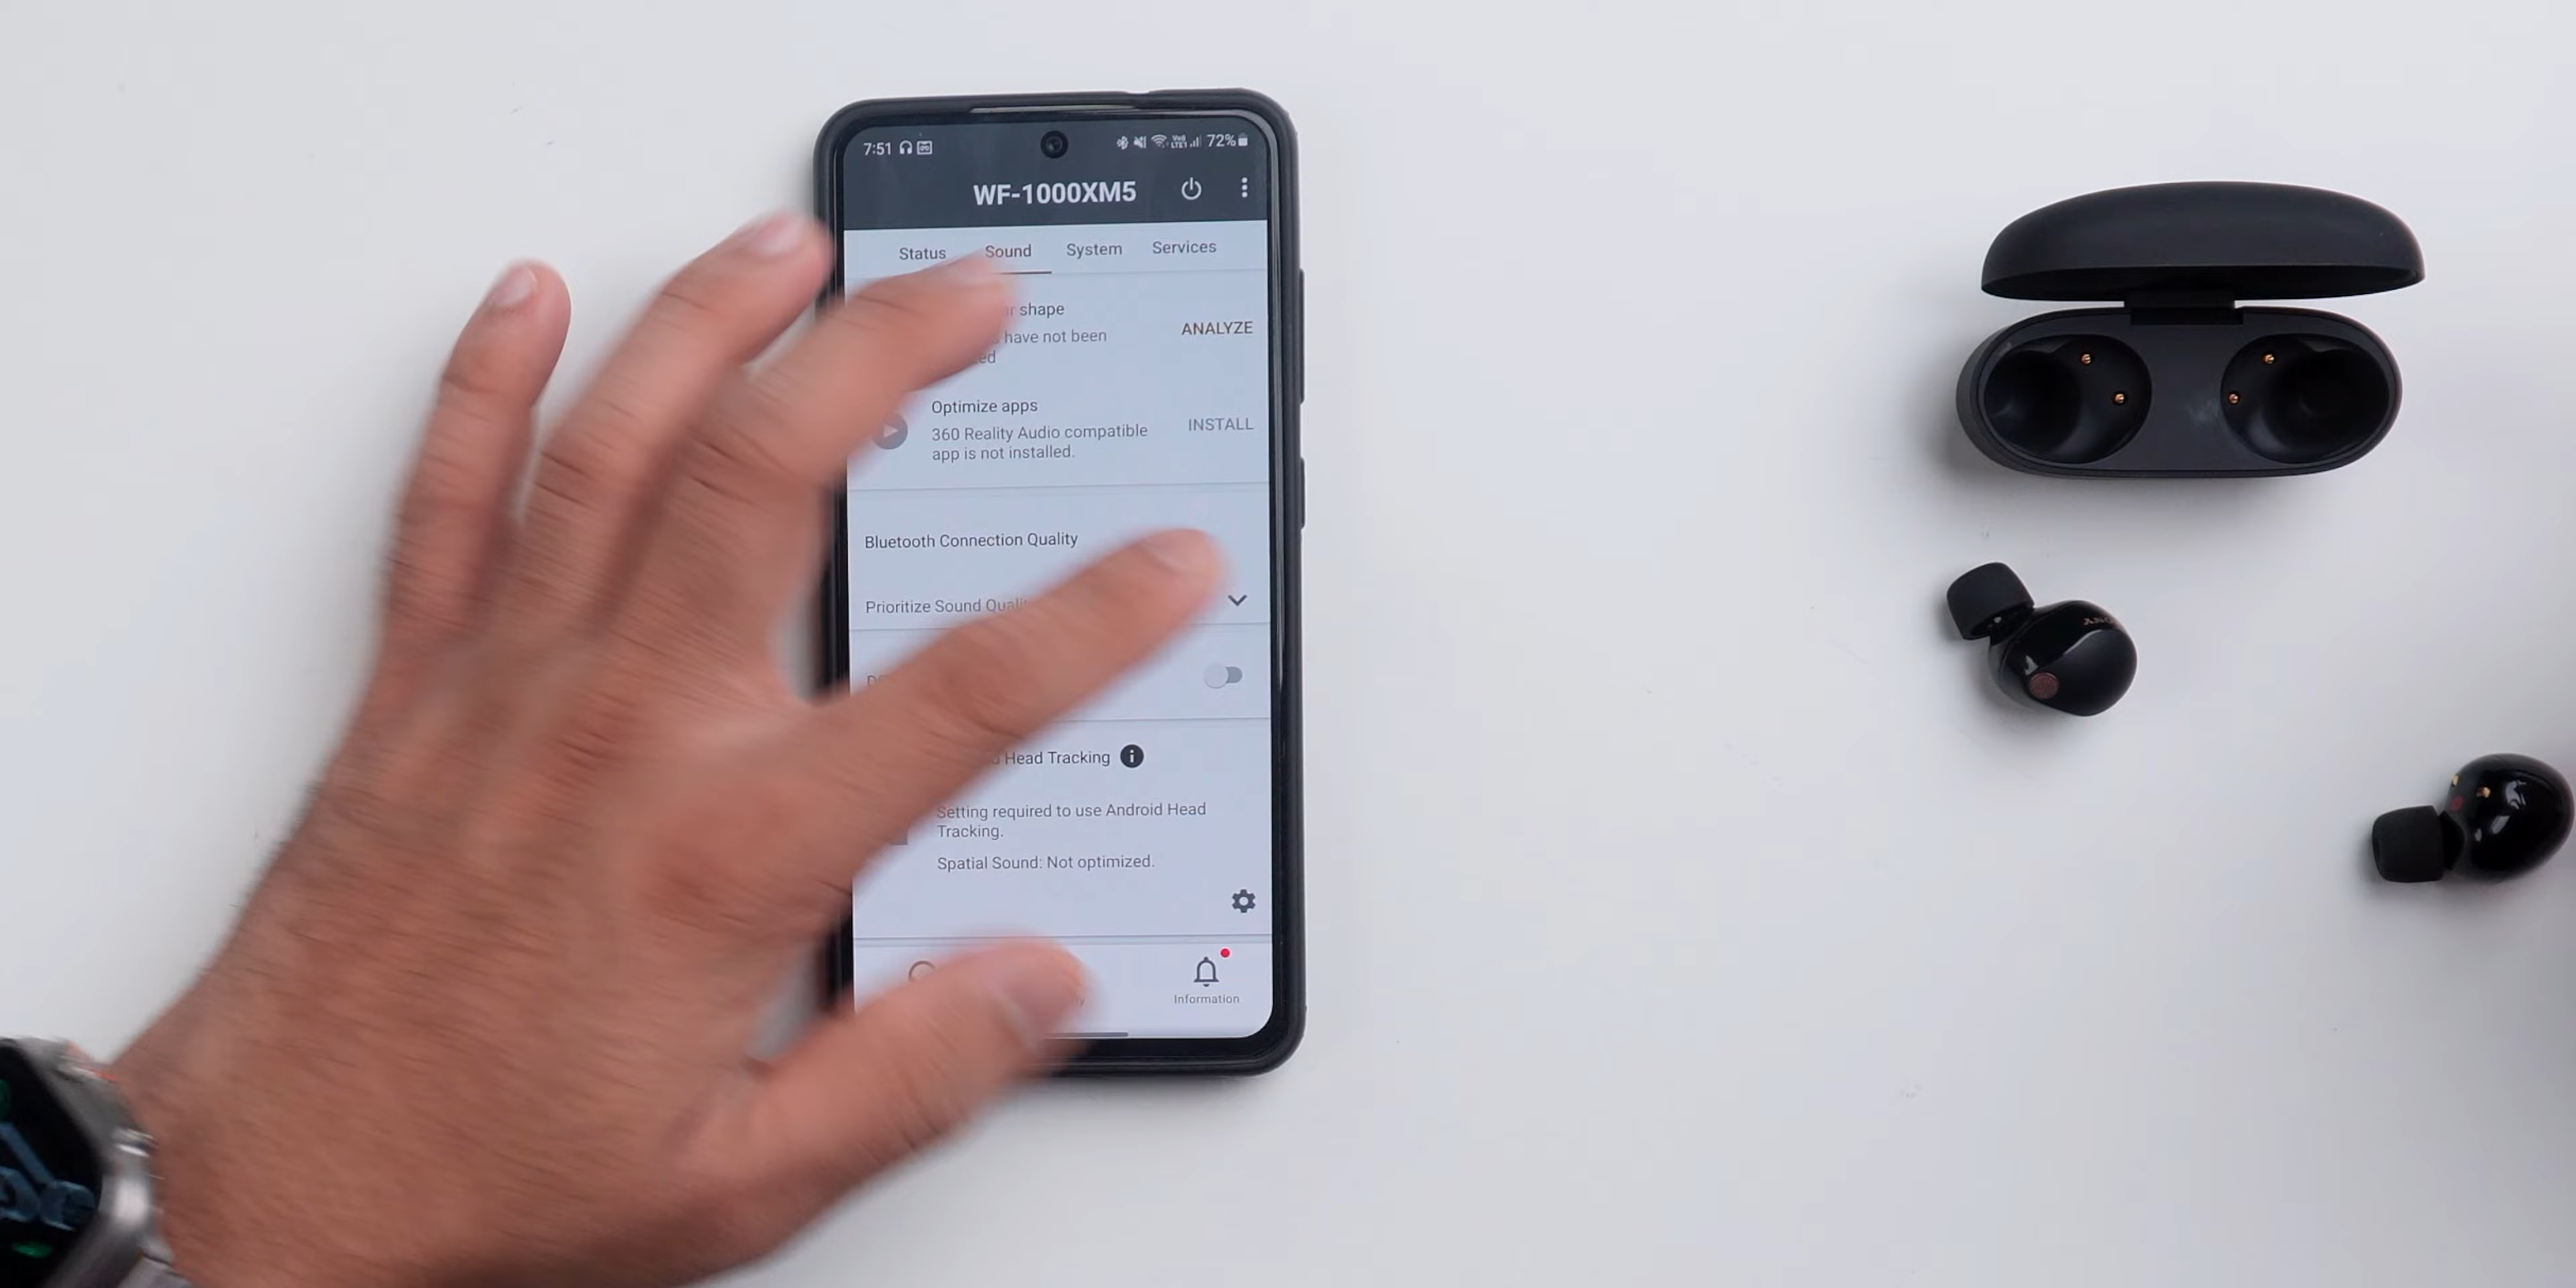 7:51
72%
WF-1000XM5
Status Sound System Services
shape
have not been
ANALYZE
Optimize apps
360 Reality Audio compatible
app is not installed.
INSTALL
Bluetooth Connection Quality
Prioritize Sound
Head Tracking
Setting required to use Android Head
Tracking.
Spatial Sound: Not optimized.
Information